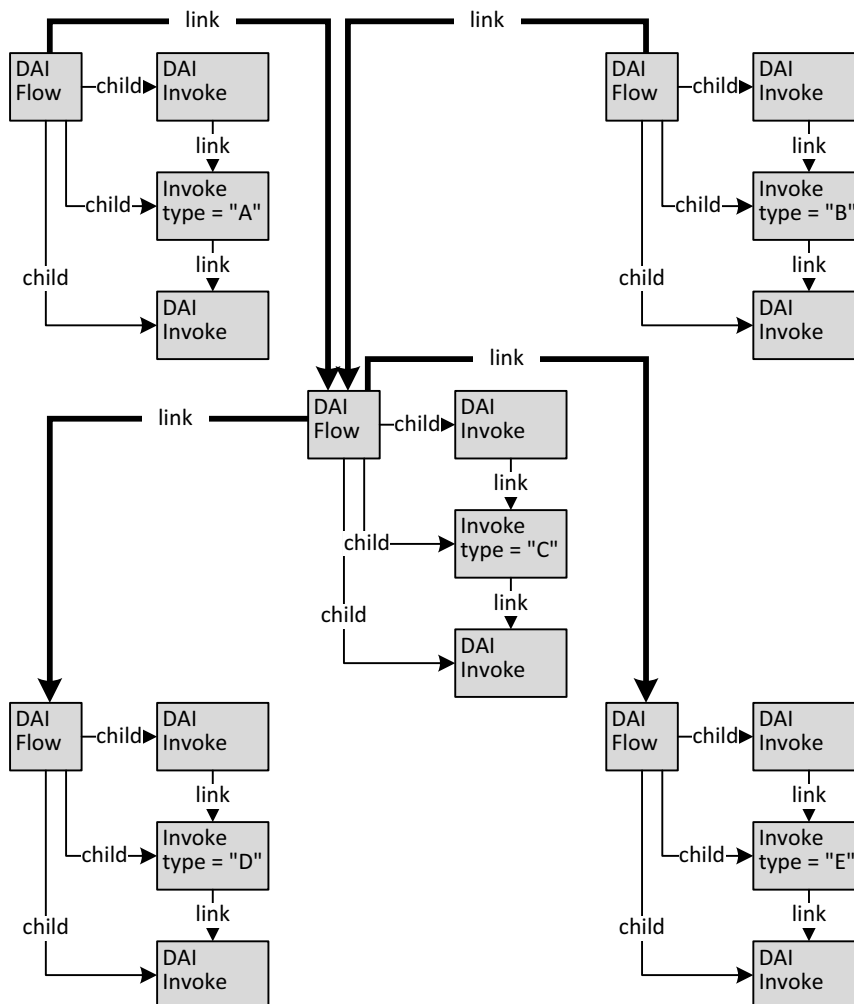 link
link
DAI
Flow
child
DAI
Invoke
link
child
Invoke
type = "A"
link
child
DAI
Invoke
DAI
Flow
child
DAI
Invoke
link
child
Invoke
type = "B"
link
child
DAI
Invoke
link
link
DAI
Flow
child
DAI
Invoke
link
child
Invoke
type = "C"
link
child
DAI
Invoke
DAI
Flow
child
DAI
Invoke
link
child
Invoke
type = "D"
link
child
DAI
Invoke
DAI
Flow
child
DAI
Invoke
link
child
Invoke
type = "E"
link
child
DAI
Invoke